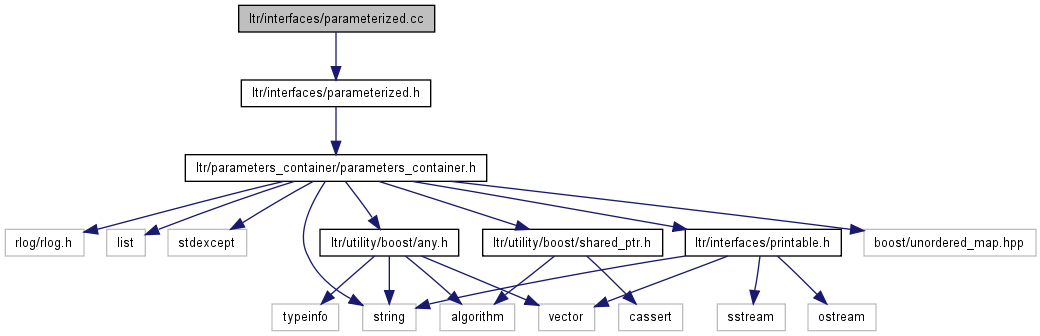 ltr/interfaces/parameterized.cc
ltr/interfaces/parameterized.h
ltr/parameters_container/parameters_container.h
rlog/rlog.h
list
stdexcept
ltr/utility/boost/any.h
ltr/utility/boost/shared_ptr.h
ltr/interfaces/printable.h
boost/unordered_map.hpp
typeinfo
string
algorithm
vector
cassert
sstream
ostream